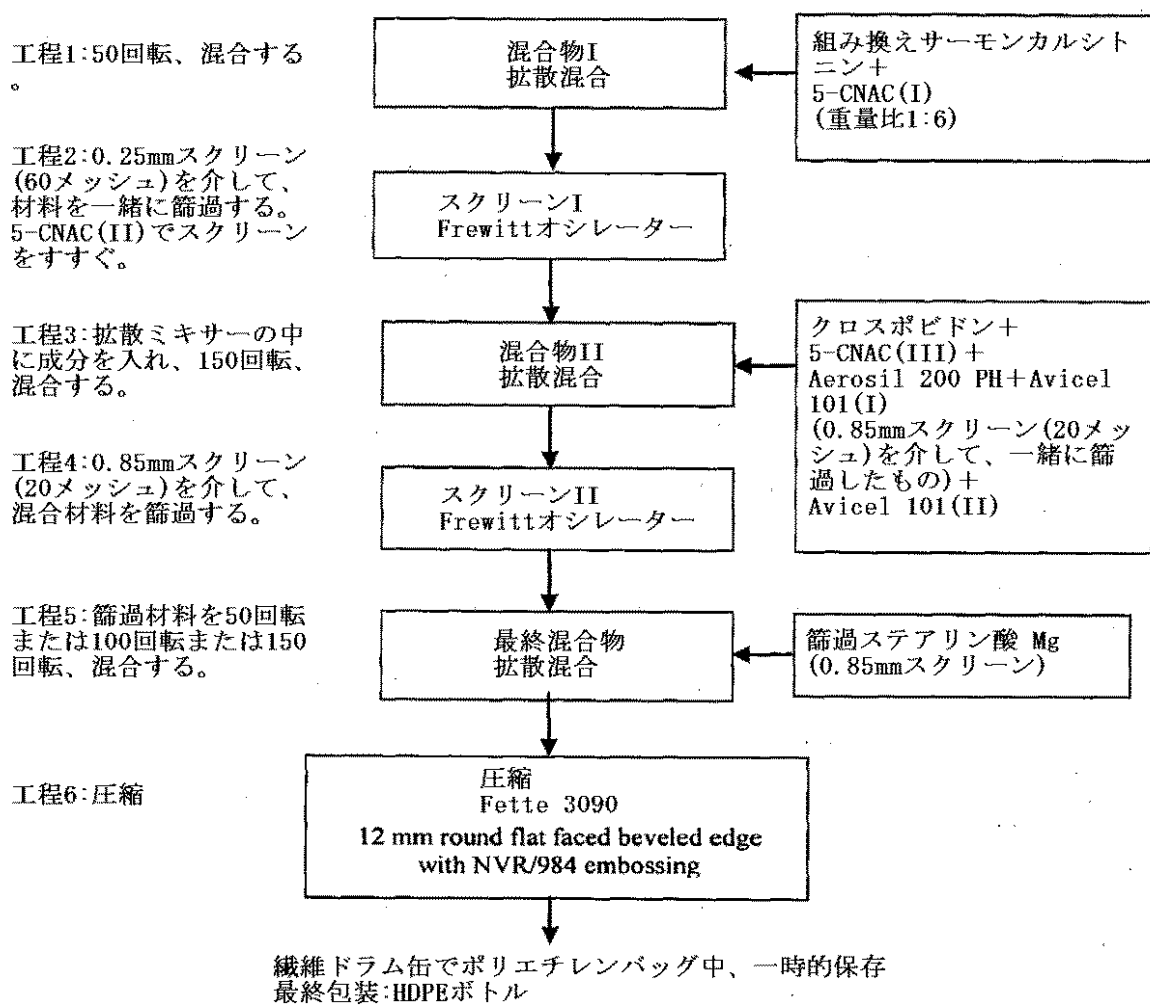 工程1:50回転、混合する
。
混合物I
拡散混合
組み換えサーモンカルシト
ニン+
5-CNAC(I)
(重量比1:6)
工程2:0.25mmスクリーン
(60メッシュ)を介して、
材料を一緒に篩過する。
5-CNAC(II)でスクリーン
をすすぐ。
スクリーンI
Frewittオシレーター
工程3:拡散ミキサーの中
に成分を入れ、150回転、
混合する。
混合物II
拡散混合
クロスポビドン+
5-CNAC(III)+
Aerosil 200 PH+Avicel
101(I)
(0.85mmスクリーン(20メッ
シュ)を介して、一緒に篩
過したもの)+
Avicel 101(II)
工程4:0.85mmスクリーン
(20メッシュ)を介して、
混合材料を篩過する。
スクリーンII
Frewittオシレーター
工程5:篩過材料を50回転
または100回転または150
回転、混合する。
最終混合物
拡散混合
篩過ステアリン酸 Mg
(0.85mmスクリーン)
工程6:圧縮
圧縮
Fette 3090
12 mm round flat faced beveled edge
with NVR/984 embossing
繊維ドラム缶でポリエチレンバッグ中、一時的保存
最終包装:HDPEボトル